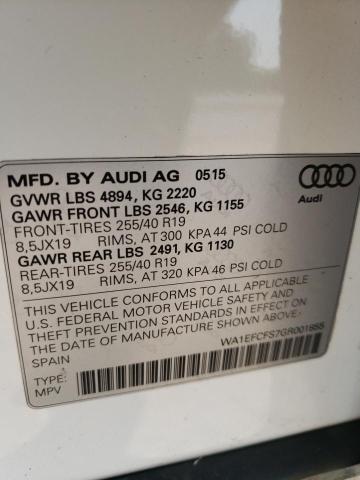 MFD. BY AUDI AG 0515
GVWR LBS 4894, KG 2220
GAWR FRONT LBS 2546, KG 1155
FRONT-TIRES 255/40 R19
8,5JX19 RIMS, AT 300 KPA 44 PSI COLD
GAWR REAR LBS 2491, KG 1130
REAR-TIRES 255/40 R19
8,5JX19 RIMS, AT 320 KPA 46 PSI COLD
Audi
THIS VEHICLE CONFORMS TO ALL APPLICABLE
U.S. FEDERAL MOTOR VEHICLE SAFETY AND
THEFT PREVENTION STANDARDS IN EFFECT ON
THE DATE OF MANUFACTURE SHOWN ABOVE.
SPAIN
WA1EFCFS7GR001655
TYPE:
MPV